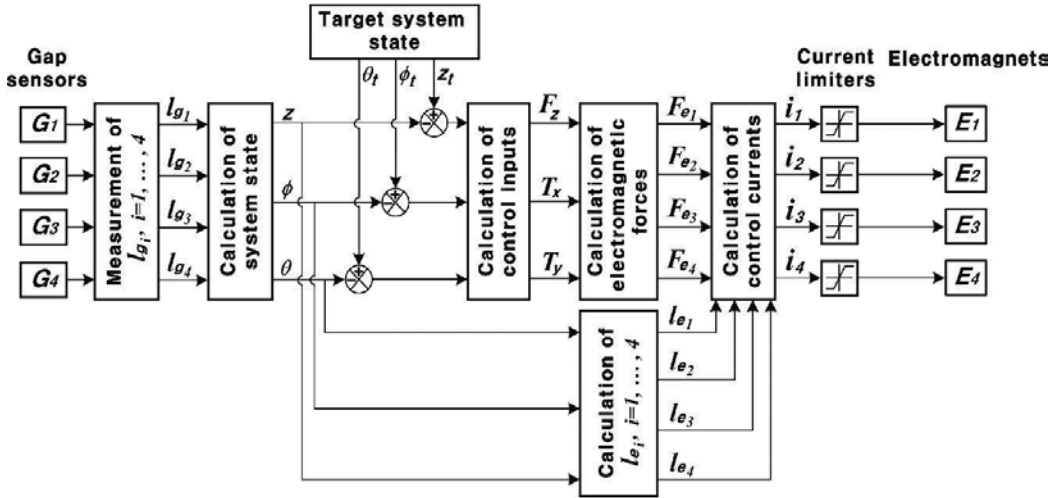 Target system
state
Gap
sensors
Current
limiters
Electromagnets
θt
ϕt
zt
G1
G2
G3
G4
Measurement of
lgi, i=1, ... , 4
lg1
lg2
lg3
lg4
Calculation of
system state
z
ϕ
θ
+
-
+
-
+
-
Calculation of
control inputs
Fz
Tx
Ty
Calculation of
electromagnetic
forces
Fe1
Fe2
Fe3
Fe4
Calculation of
control currents
i1
i2
i3
i4
E1
E2
E3
E4
Calculation of
lei, i=1, ... , 4
le1
le2
le3
le4